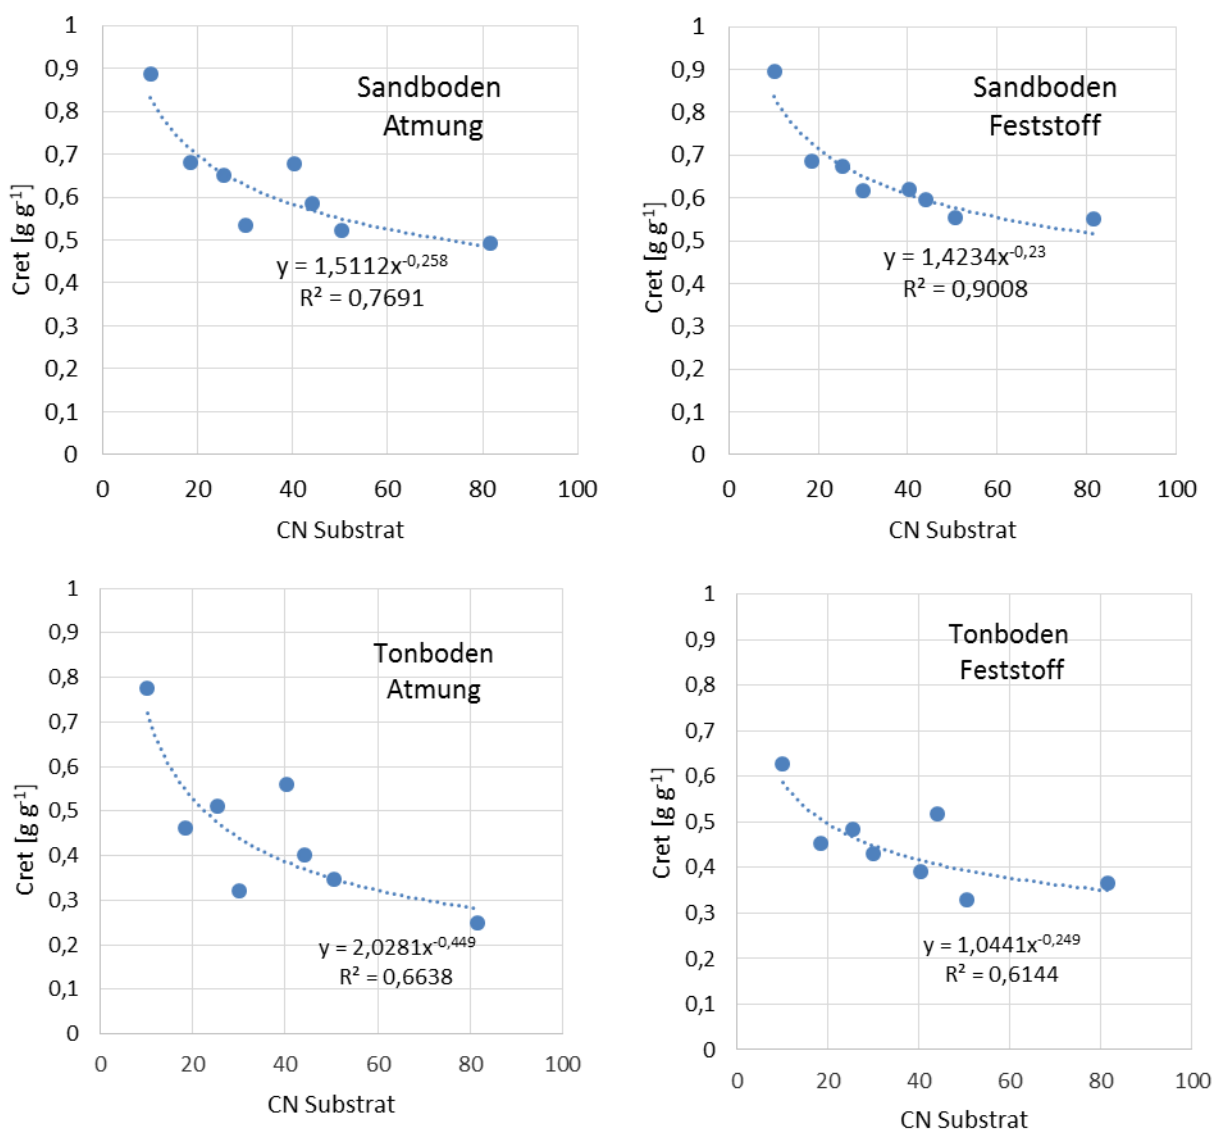 1
0,9
0,8
0,7
0,6
0,5
0,4
0,3
0,2
0,1
0
Cret [g g⁻¹]
Sandboden
Atmung
y = 1,5112x⁻⁰,²⁵⁸
R² = 0,7691
0 20 40 60 80 100
CN Substrat
1
0,9
0,8
0,7
0,6
0,5
0,4
0,3
0,2
0,1
0
Cret [g g⁻¹]
Sandboden
Feststoff
y = 1,4234x⁻⁰,²³
R² = 0,9008
0 20 40 60 80 100
CN Substrat
1
0,9
0,8
0,7
0,6
0,5
0,4
0,3
0,2
0,1
0
Cret [g g⁻¹]
Tonboden
Atmung
y = 2,0281x⁻⁰,⁴⁴⁹
R² = 0,6638
0 20 40 60 80 100
CN Substrat
1
0,9
0,8
0,7
0,6
0,5
0,4
0,3
0,2
0,1
0
Cret [g g⁻¹]
Tonboden
Feststoff
y = 1,0441x⁻⁰,²⁴⁹
R² = 0,6144
0 20 40 60 80 100
CN Substrat